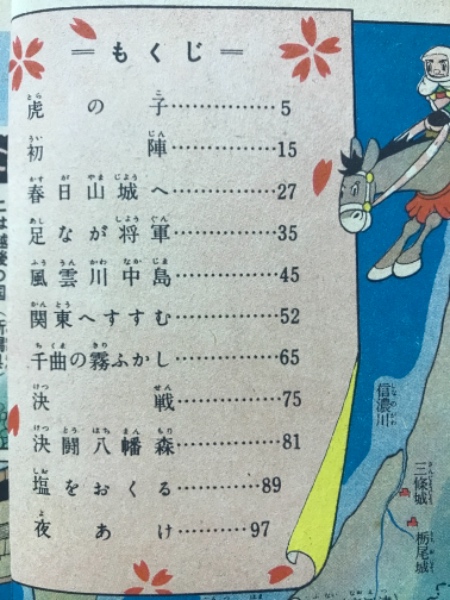 ＝もくじ＝
虎の子……………5
初陣……………15
春日山城へ……………27
足なが将軍……………35
風雲川中島……………45
関東へすすむ……………52
千曲の霧ふかし……………65
決戦……………75
決闘八幡森……………81
塩をおくる…………89
夜あけ…………97
信濃川
三條城
栃尾城